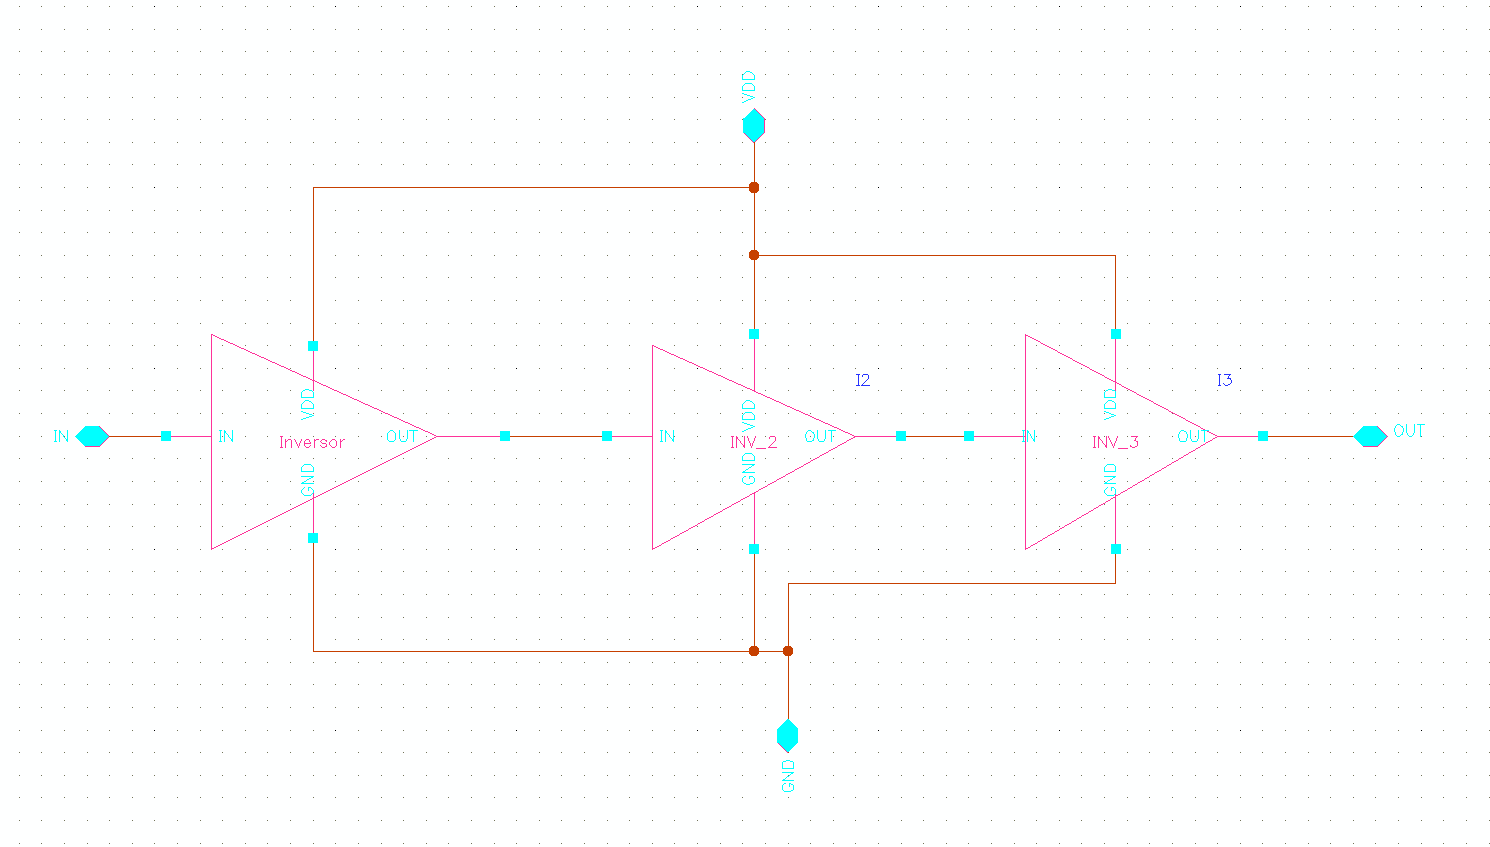 VDD
I2
I3
VDD
VDD
VDD
IN
IN
Inversor
OUT
IN
INV_2
OUT
IN
INV_3
OUT
OUT
GND
GND
GND
GND